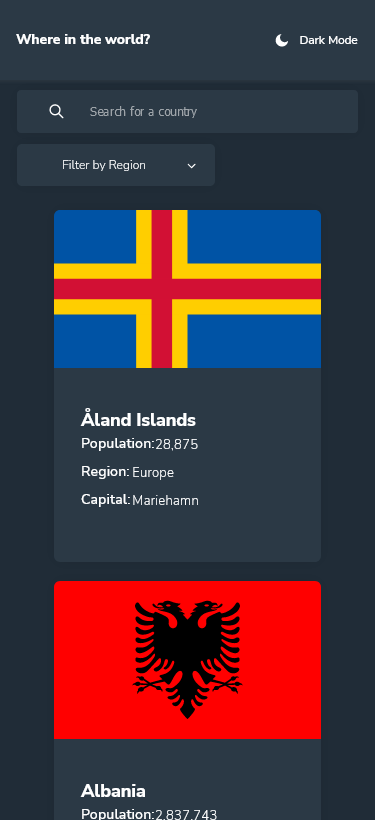 Where in the world?
Dark Mode
Search for a country
Filter by Region
Åland Islands
Population:28,875
Region: Europe
Capital: Mariehamn
Albania
Population:2,837,743